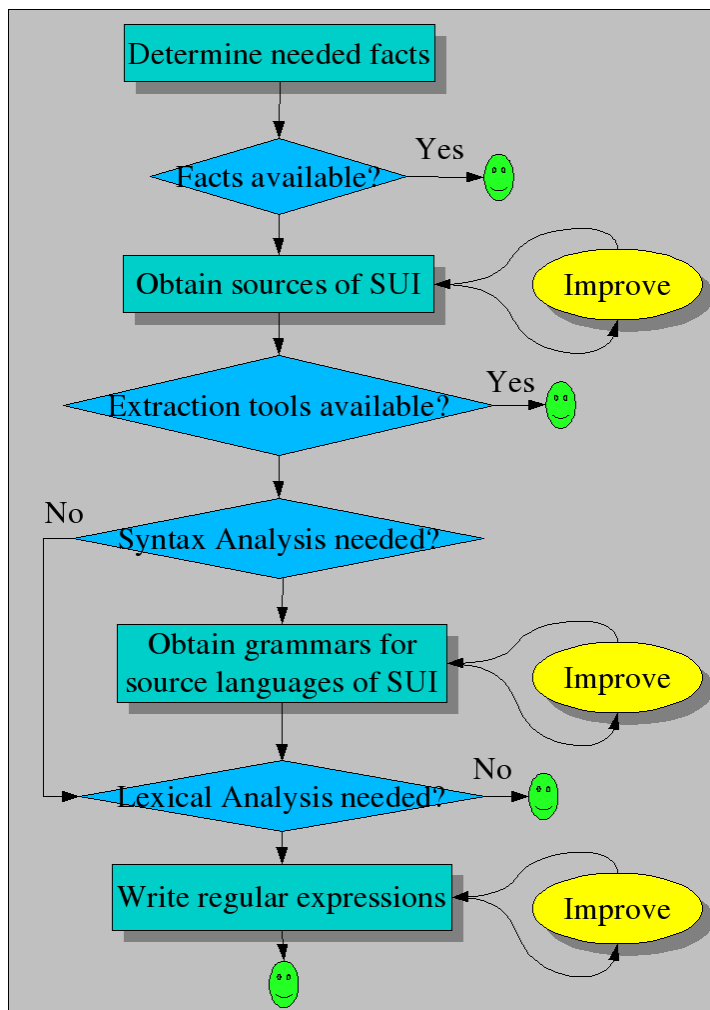 Determine needed facts
Yes
Facts available?
Obtain sources of SUI
Improve
Yes
Extraction tools available?
No
Syntax Analysis needed?
Obtain grammars for
source languages of SUI
Improve
No
Lexical Analysis needed?
Write regular expressions
Improve